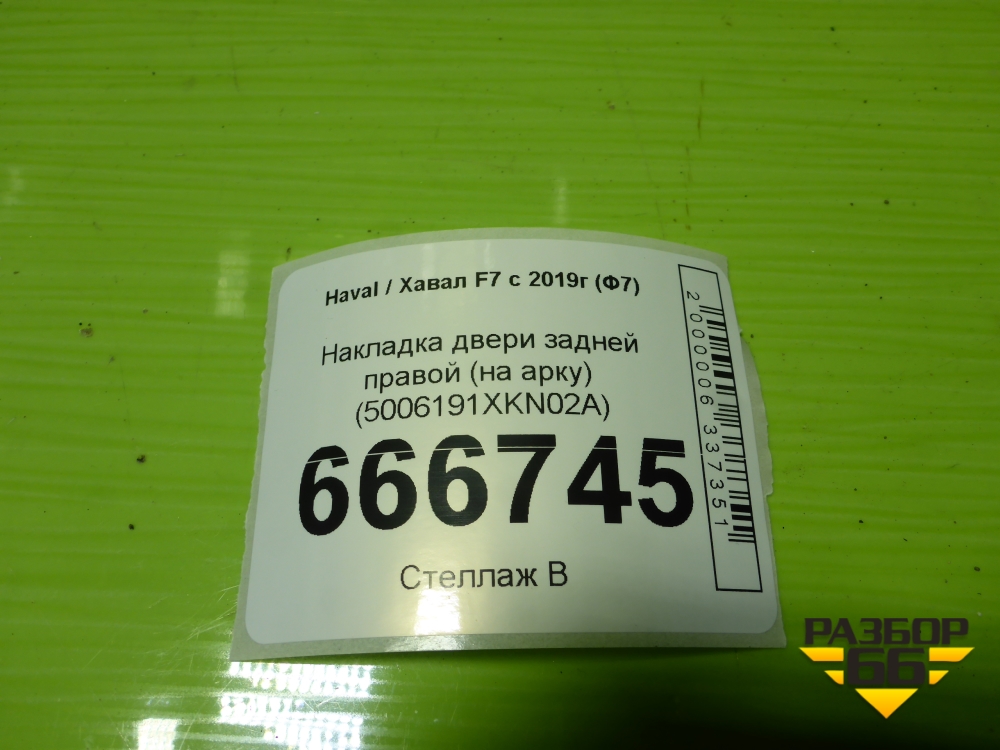 Haval / Хавал F7 с 2019г (Ф7)
Накладка двери задней
правой (на арку)
(5006191XKN02A)
666745
Стеллаж В
2000006337351
РАЗБОР
66